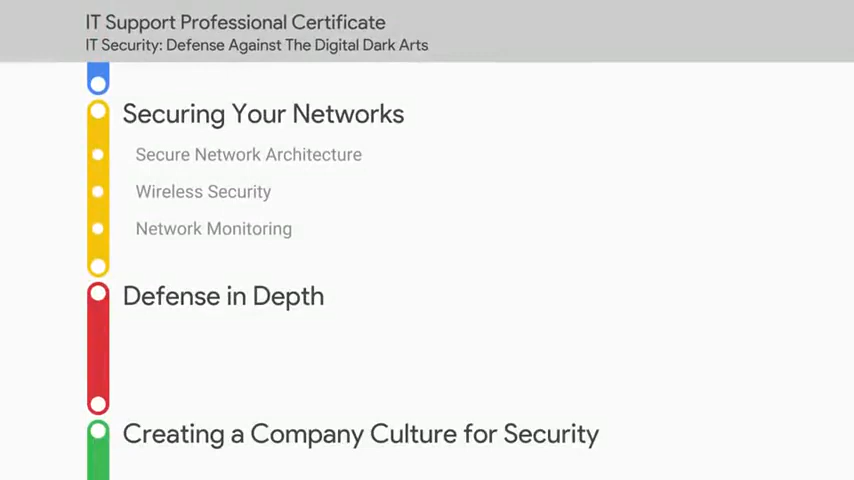 IT Support Professional Certificate
IT Security: Defense Against The Digital Dark Arts
Securing Your Networks
Secure Network Architecture
Wireless Security
Network Monitoring
Defense in Depth
Creating a Company Culture for Security